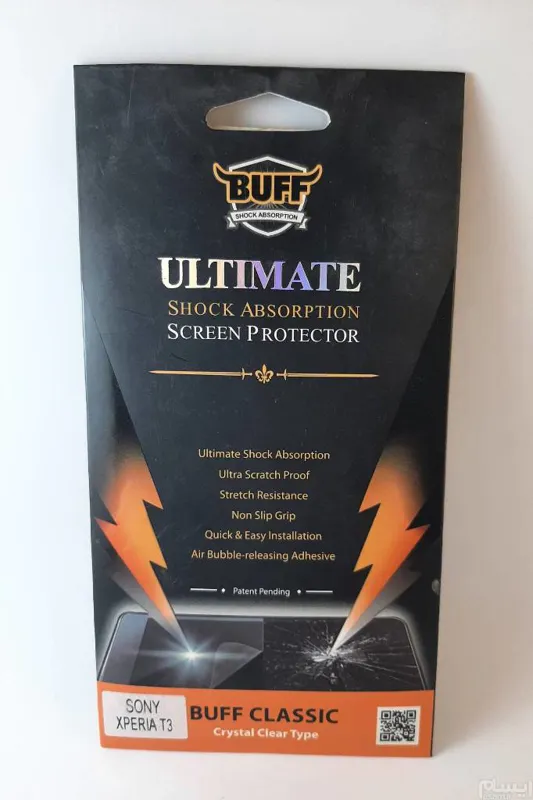 BUFF
SHOCK ABSORPTION
ULTIMATE
SHOCK ABSORPTION
SCREEN PROTECTOR
Ultimate Shock Absorption
Ultra Scratch Proof
Stretch Resistance
Non Slip Grip
Quick & Easy Installation
Air Bubble-releasing Adhesive
Patent Pending
SONY
XPERIA T3
BUFF CLASSIC
Crystal Clear Type
ایسام